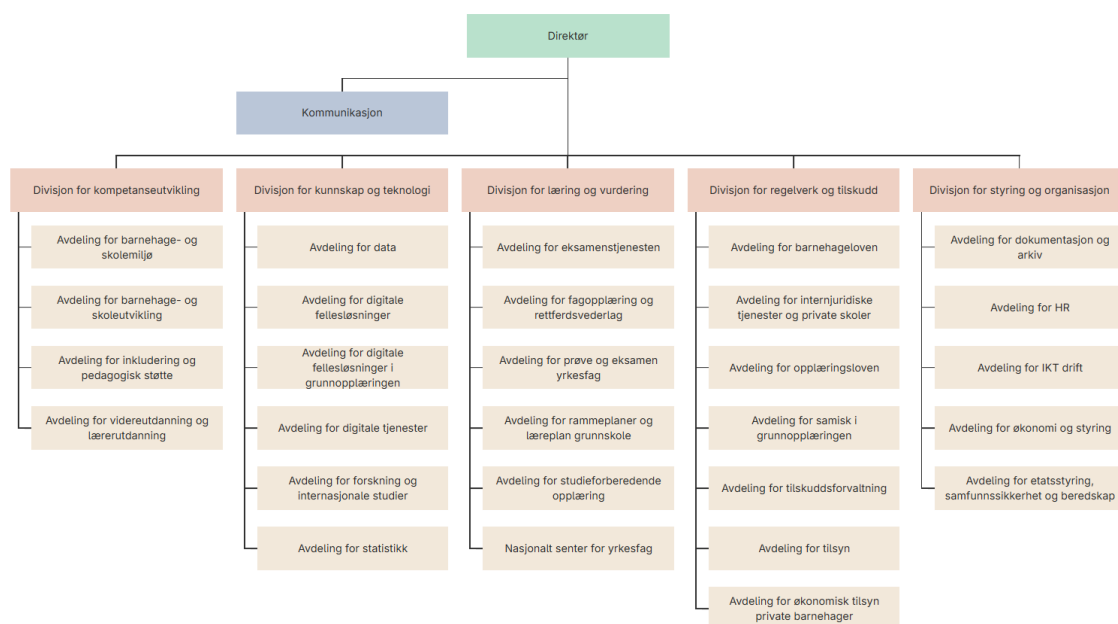 Direktør
Kommunikasjon
Divisjon for kompetanseutvikling
Avdeling for barnehage- og
skolemiljø
Avdeling for barnehage- og
skoleutvikling
Avdeling for inkludering og
pedagogisk støtte
Avdeling for videreutdanning og
lærerutdanning
Divisjon for kunnskap og teknologi
Avdeling for data
Avdeling for digitale
fellesløsninger
Avdeling for digitale
fellesløsninger i
grunnopplæringen
Avdeling for digitale tjenester
Avdeling for forskning og
internasjonale studier
Avdeling for statistikk
Divisjon for læring og vurdering
Avdeling for eksamenstjenesten
Avdeling for fagopplæring og
rettferdsvederlag
Avdeling for prøve og eksamen
yrkesfag
Avdeling for rammeplaner og
læreplan grunnskole
Avdeling for studieforberedende
opplæring
Nasjonalt senter for yrkesfag
Divisjon for regelverk og tilskudd
Avdeling for barnehageloven
Avdeling for internjuridiske
tjenester og private skoler
Avdeling for opplæringsloven
Avdeling for samisk i
grunnopplæringen
Avdeling for tilskuddsforvaltning
Avdeling for tilsyn
Avdeling for økonomisk tilsyn
private barnehager
Divisjon for styring og organisasjon
Avdeling for dokumentasjon og
arkiv
Avdeling for HR
Avdeling for IKT drift
Avdeling for økonomi og styring
Avdeling for etatsstyring,
samfunnssikkerhet og beredskap